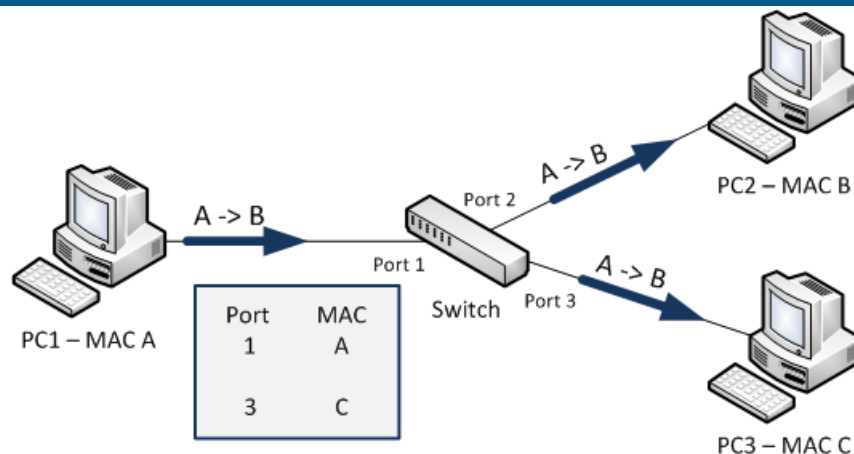 PC1 – MAC A
A -> B
Port 1
Port MAC
1 A
3 C
Switch
Port 2
Port 3
A -> B
PC2 – MAC B
A -> B
PC3 – MAC C